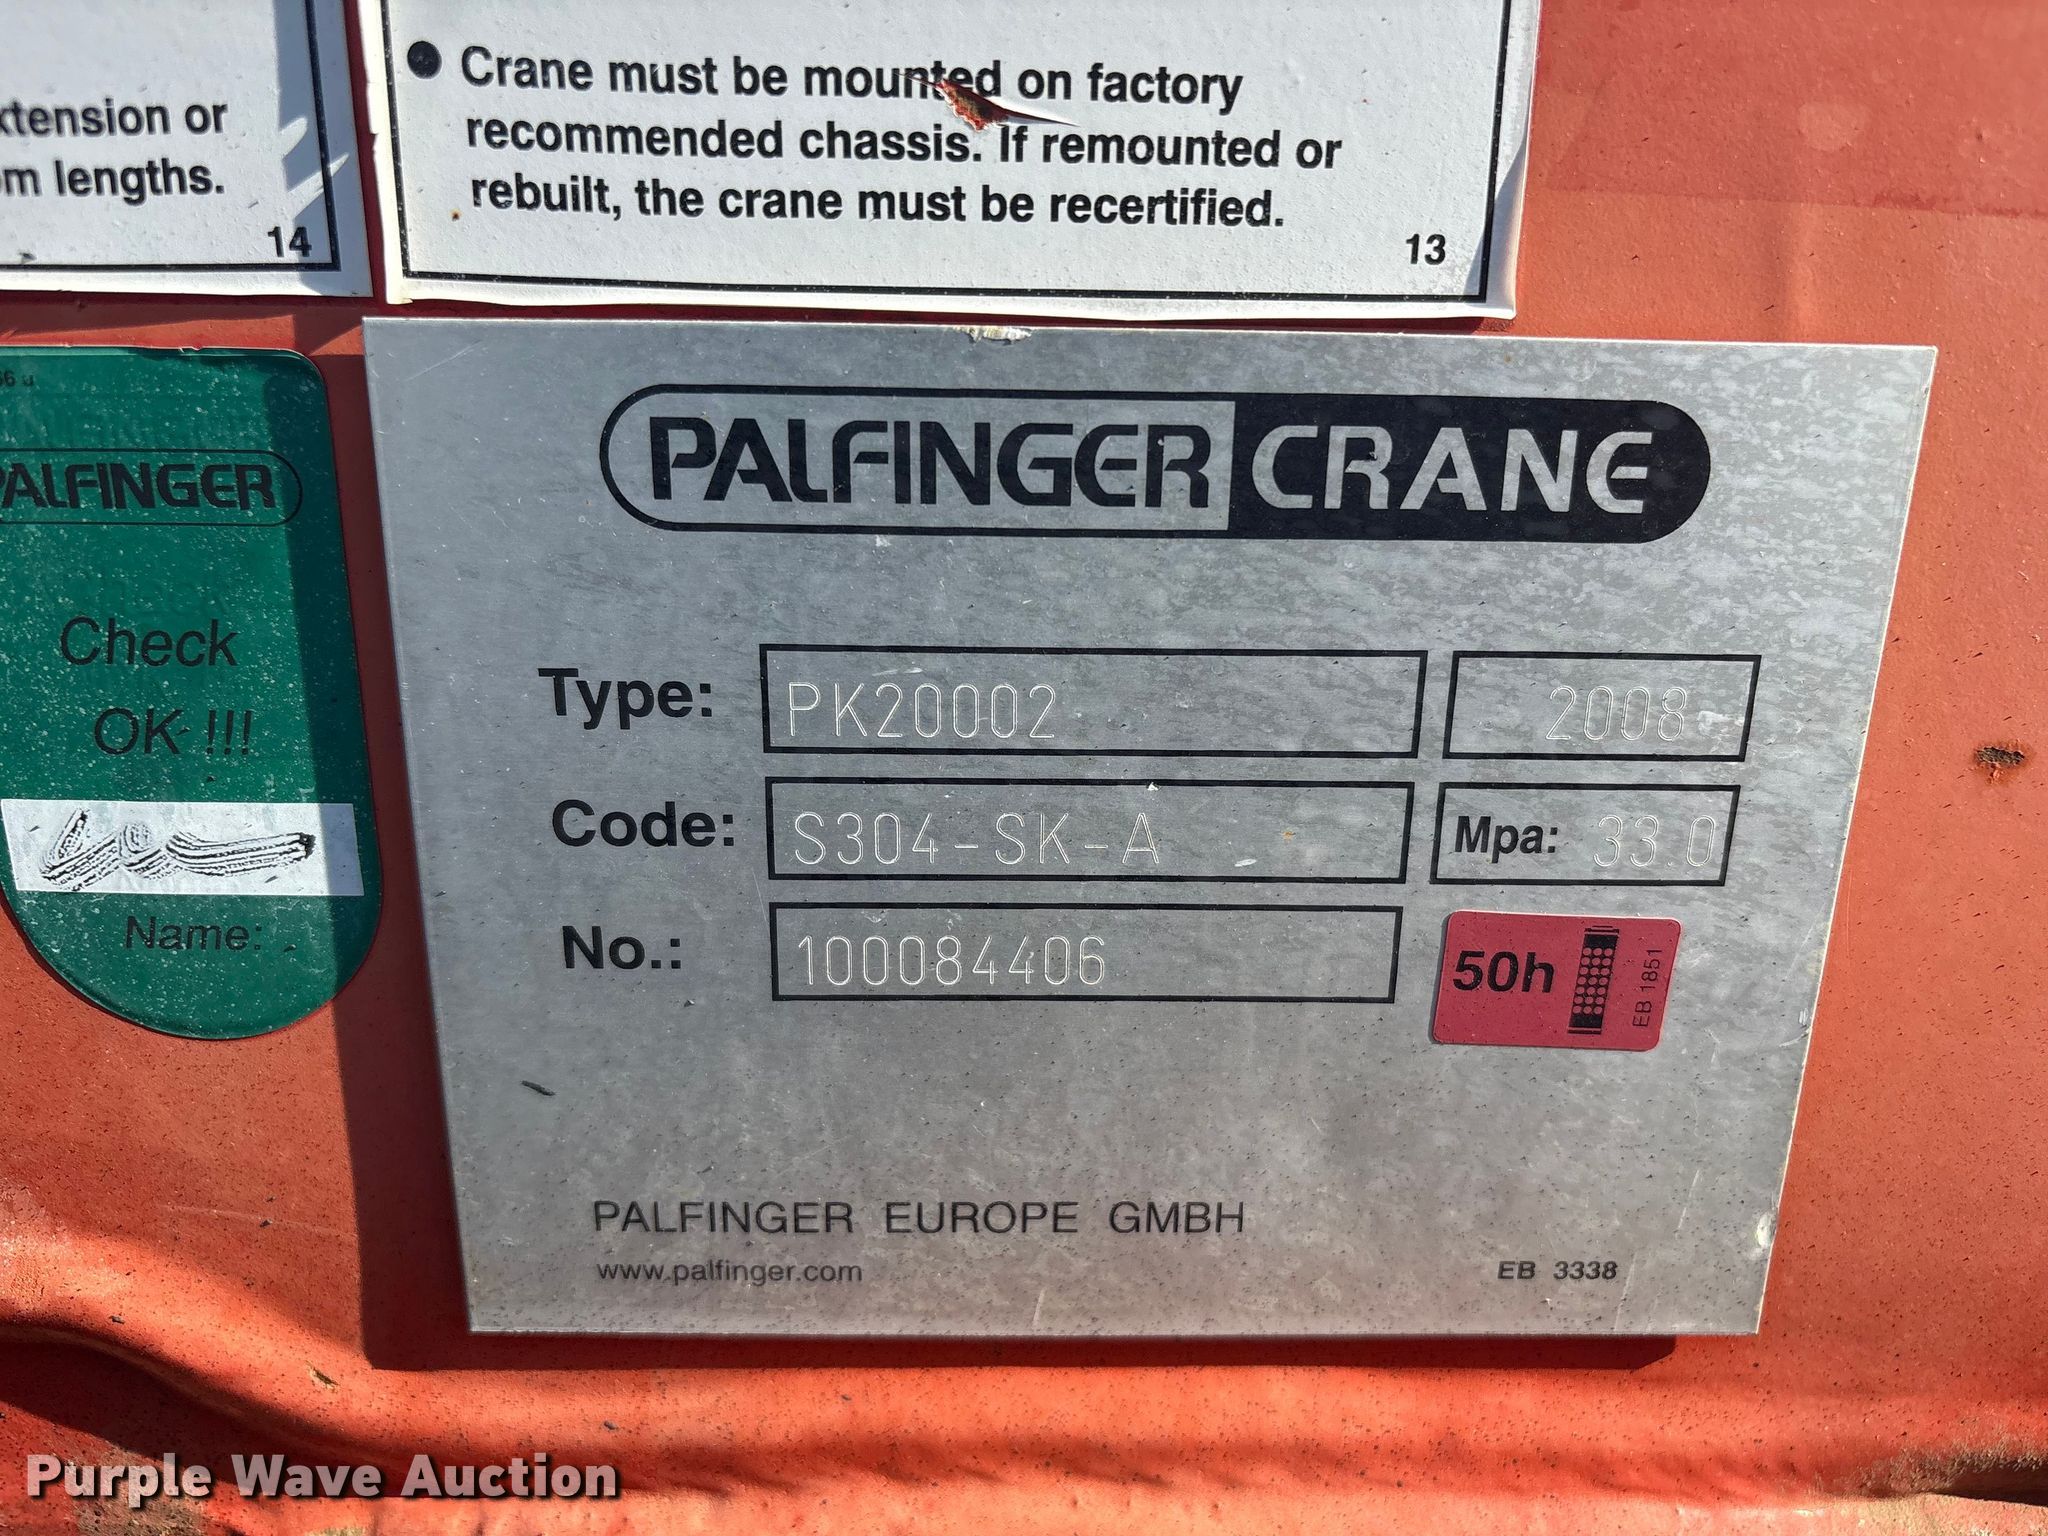 ● Crane must be mounted on factory
recommended chassis. If remounted or
rebuilt, the crane must be recertified.
13
xtension or
m lengths.
14
PALFINGER
Check
OK !!!
Name:
PALFINGER CRANE
Type: PK20002 2008
Code: S304-SK-A Mpa: 33.0
No.: 100084406
50h
EB 1851
PALFINGER EUROPE GMBH
www.palfinger.com
EB 3338
Purple Wave Auction